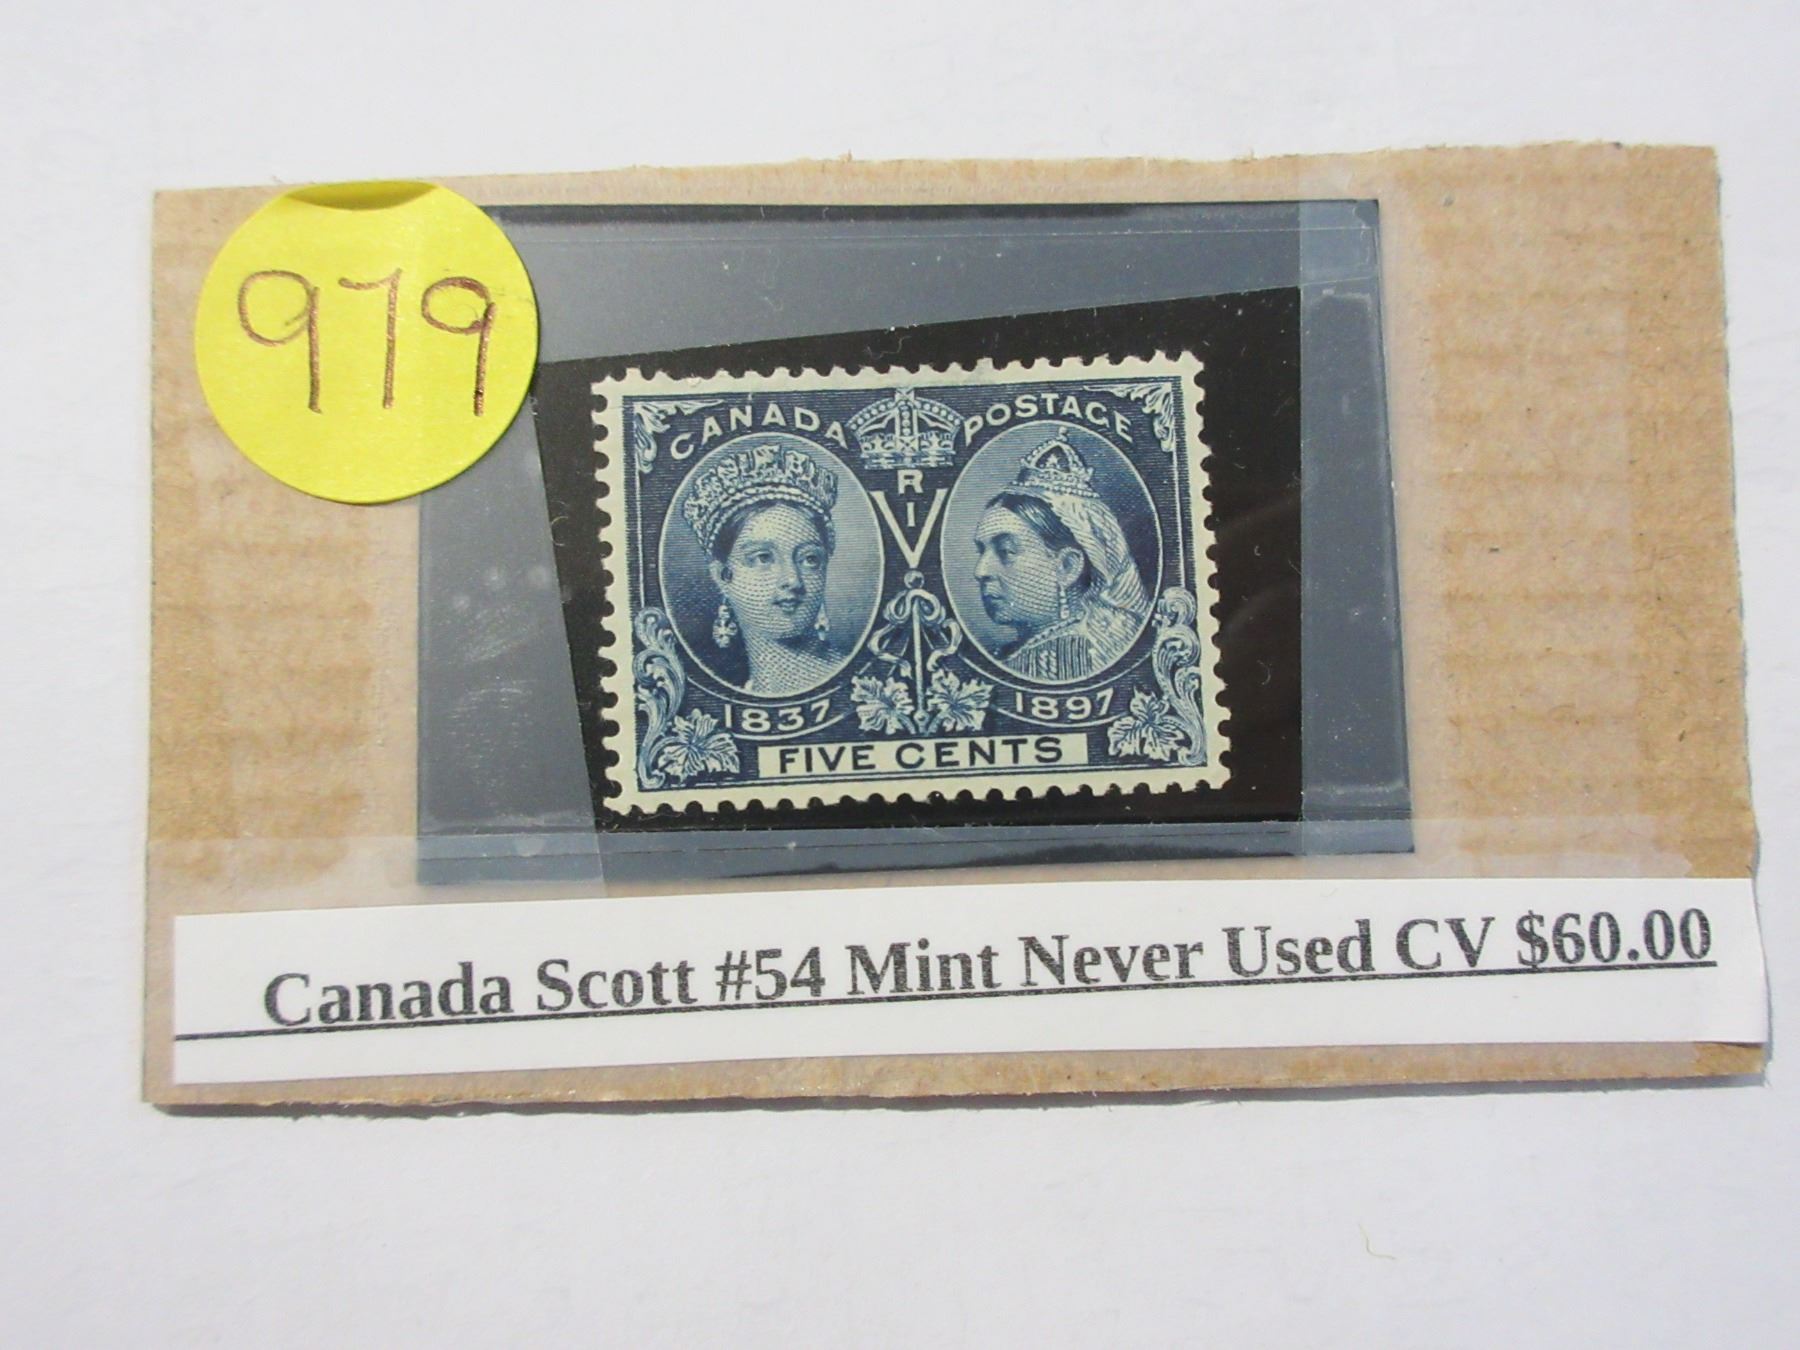 979
CANADA POSTAGE
R
I
V
1837 1897
FIVE CENTS
Canada Scott #54 Mint Never Used CV $60.00